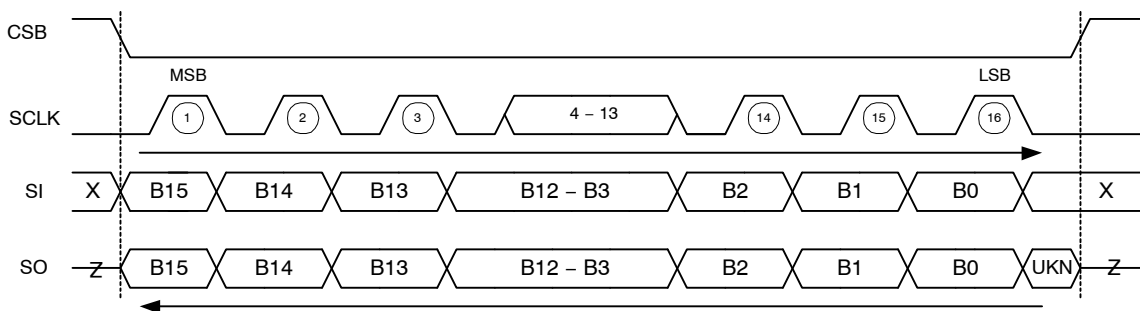 CSB
MSB LSB
SCLK 1 2 3 4 – 13 14 15 16
SI X B15 B14 B13 B12 – B3 B2 B1 B0 X
SO Z B15 B14 B13 B12 – B3 B2 B1 B0 UKN Z